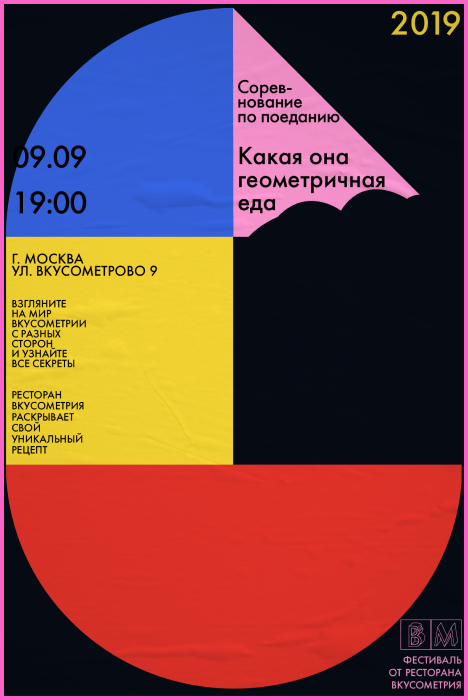 2019
Сорев-
нование
по поеданию
Какая она
геометричная
еда
09.09
19:00
Г. МОСКВА
УЛ. ВКУСОМЕТРОВО 9
ВЗГЛЯНИТЕ
НА МИР
ВКУСОМЕТРИИ
С РАЗНЫХ
СТОРОН
И УЗНАЙТЕ
ВСЕ СЕКРЕТЫ
РЕСТОРАН
ВКУСОМЕТРИЯ
РАСКРЫВАЕТ
СВОЙ
УНИКАЛЬНЫЙ
РЕЦЕПТ
ВМ
ФЕСТИВАЛЬ
ОТ РЕСТОРАНА
ВКУСОМЕТРИЯ